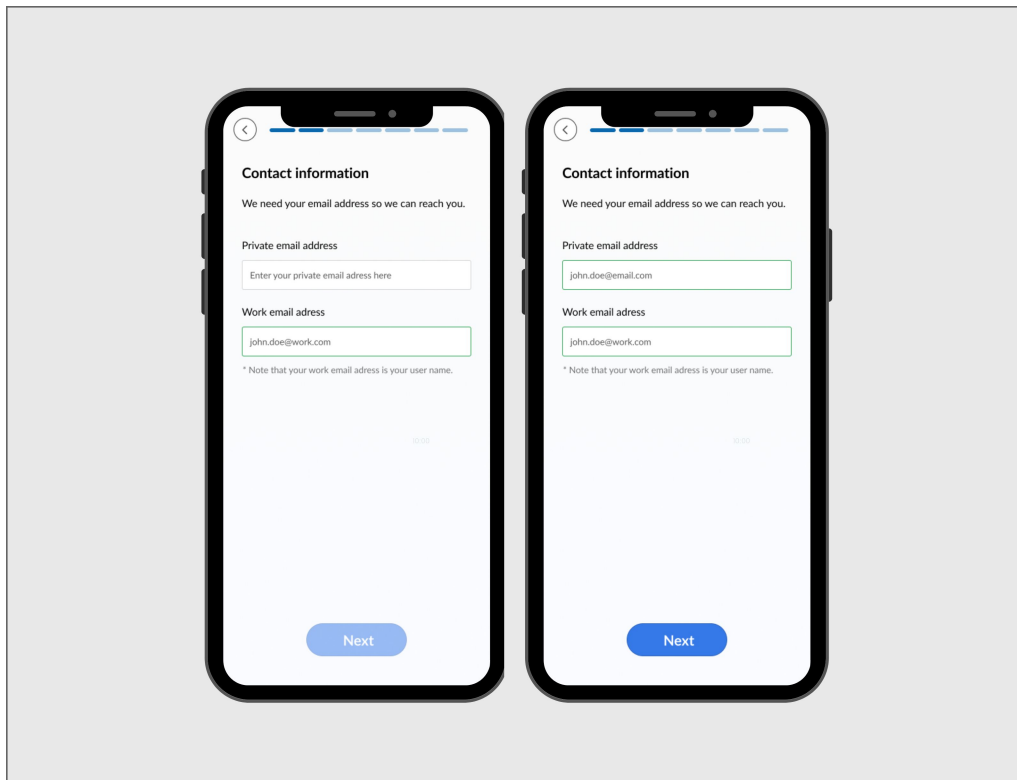 Contact information
We need your email address so we can reach you.
Private email address
Enter your private email adress here
Work email adress
john.doe@work.com
* Note that your work email adress is your user name.
10:00
Next
Contact information
We need your email address so we can reach you.
Private email address
john.doe@email.com
Work email adress
john.doe@work.com
* Note that your work email adress is your user name.
10:00
Next